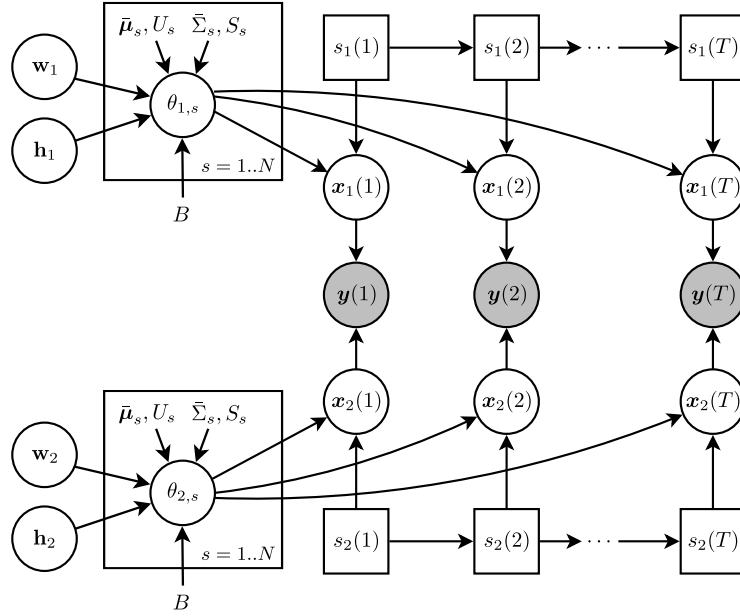 μ̄ₛ, Uₛ Σ̄ₛ, Sₛ
s₁(1) s₁(2) ··· s₁(T)
w₁
θ₁,ₛ
h₁
s = 1..N
x₁(1) x₁(2) x₁(T)
B
y(1) y(2) y(T)
μ̄ₛ, Uₛ Σ̄ₛ, Sₛ
x₂(1) x₂(2) x₂(T)
w₂
θ₂,ₛ
h₂
s = 1..N
s₂(1) s₂(2) ··· s₂(T)
B